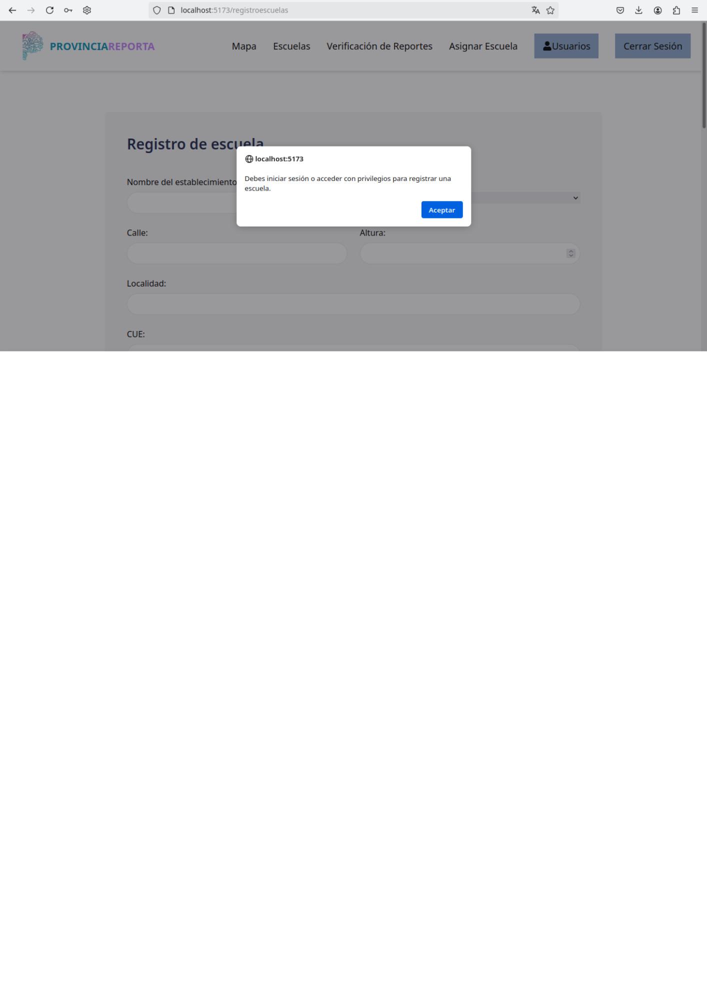 localhost:5173/registroescuelas
PROVINCIAREPORTA
Mapa
Escuelas
Verificación de Reportes
Asignar Escuela
Usuarios
Cerrar Sesión
Registro de escuela
localhost:5173
Debes iniciar sesión o acceder con privilegios para registrar una
escuela.
Aceptar
Nombre del establecimiento
Calle:
Altura:
Localidad:
CUE: